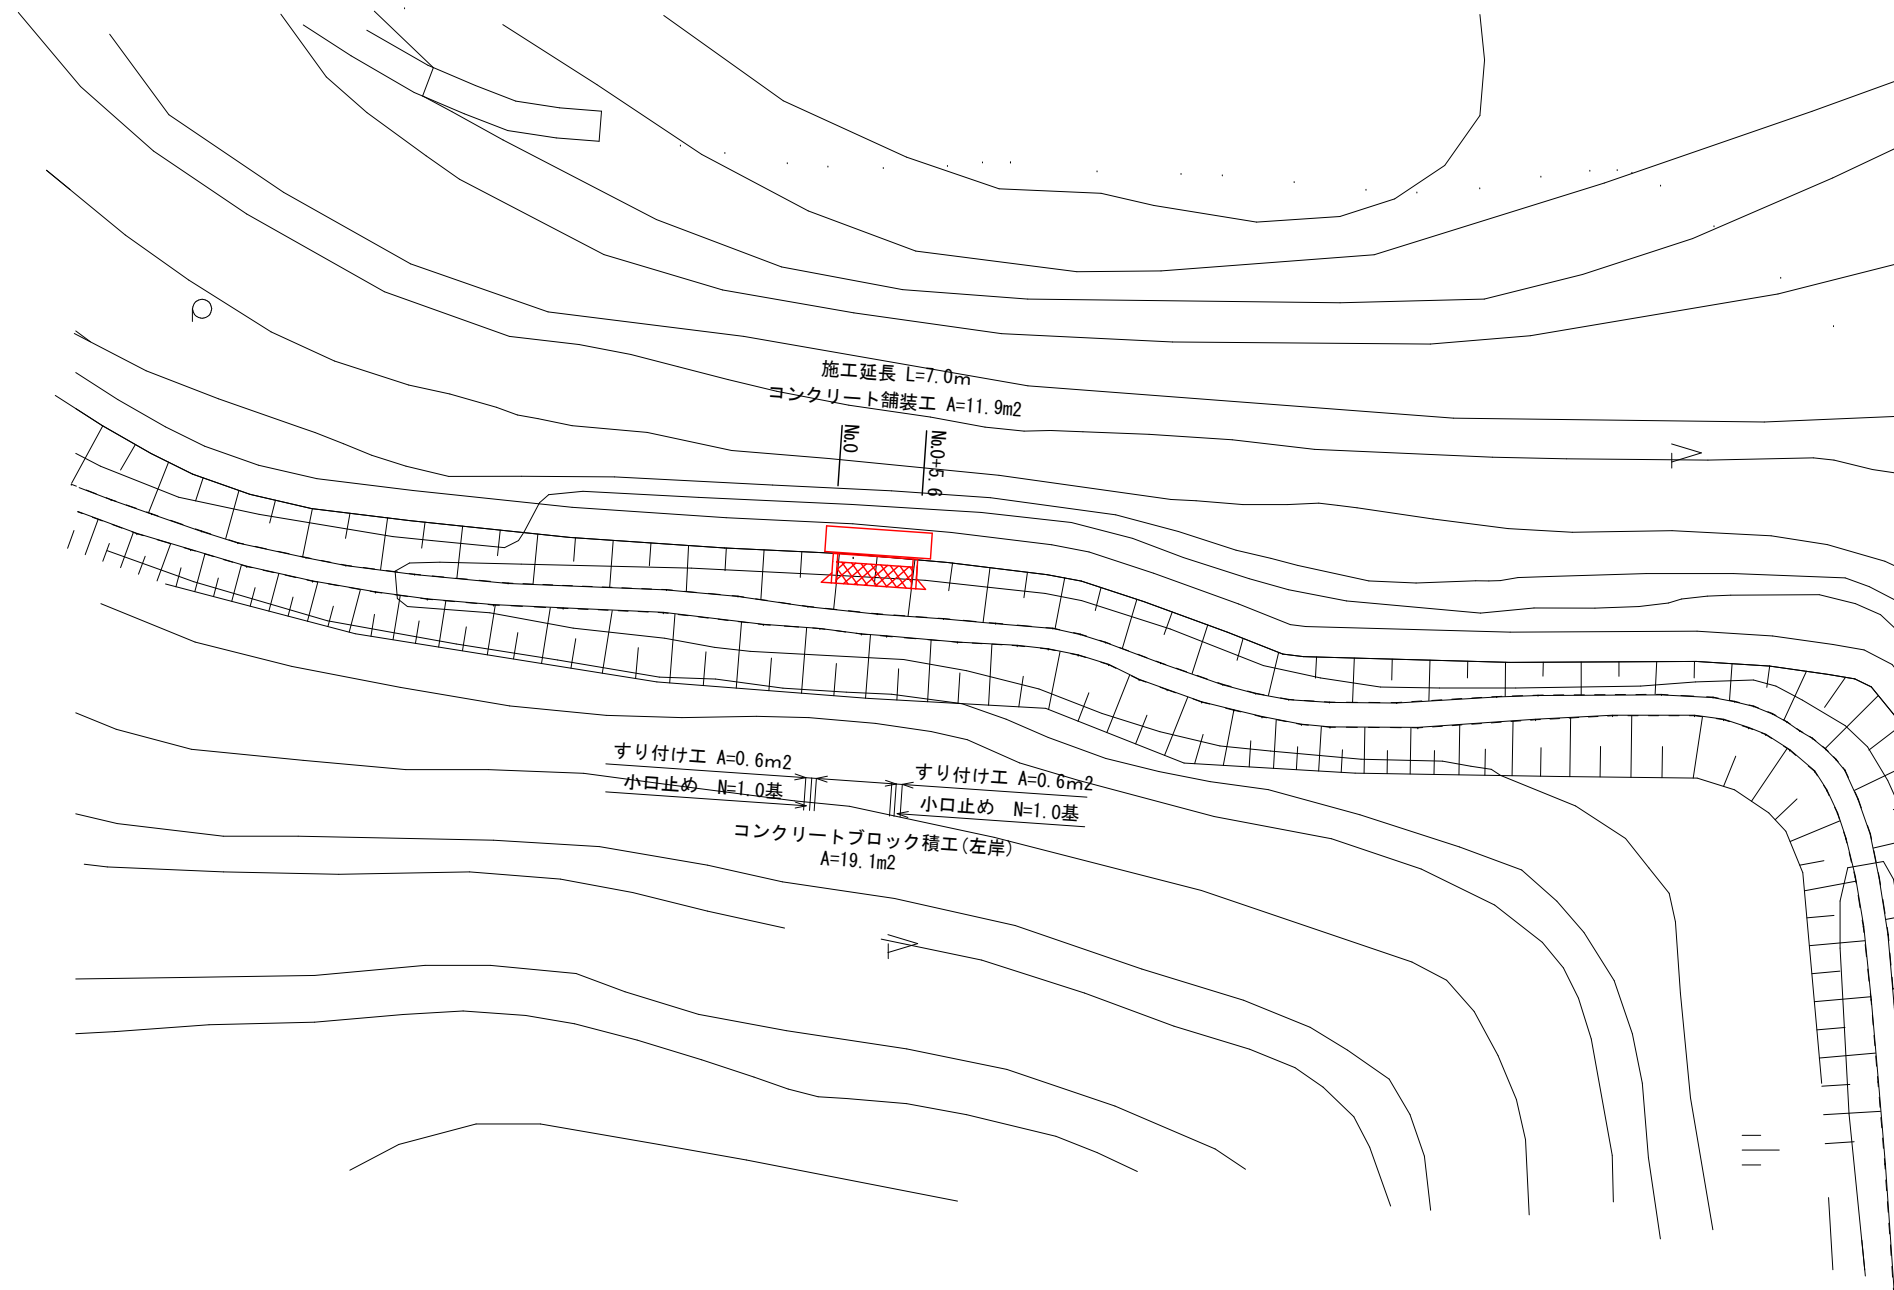 施工延長 L=7.0m
コンクリート舗装工 A=11.9m2
No.0
No.0+5.6
すり付け工 A=0.6m2
小口止め N=1.0基
すり付け工 A=0.6m2
小口止め N=1.0基
コンクリートブロック積工(左岸)
A=19.1m2